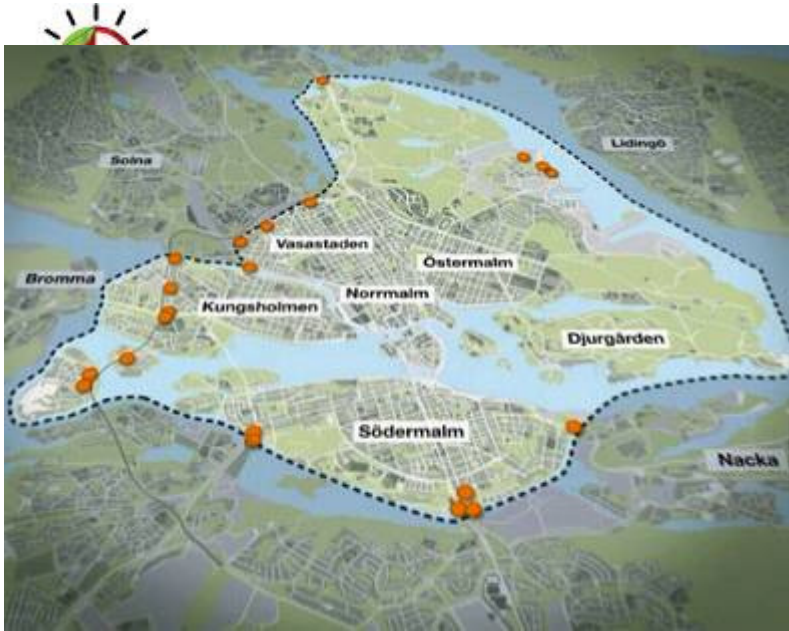 Solna
Lidingö
Vasastaden
Östermalm
Bromma
Norrmalm
Kungsholmen
Djurgården
Södermalm
Nacka